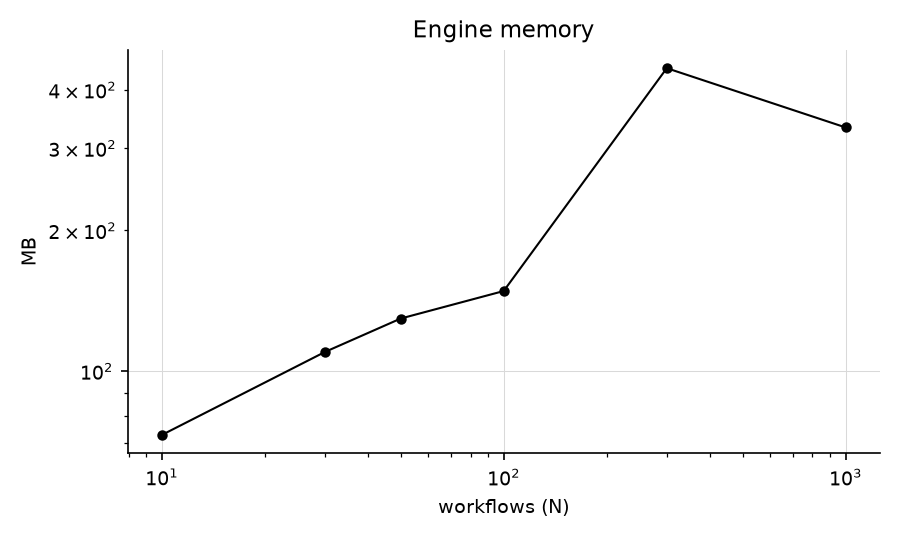 Engine memory
4 × 10²
3 × 10²
2 × 10²
10²
MB
10¹ 10² 10³
workflows (N)